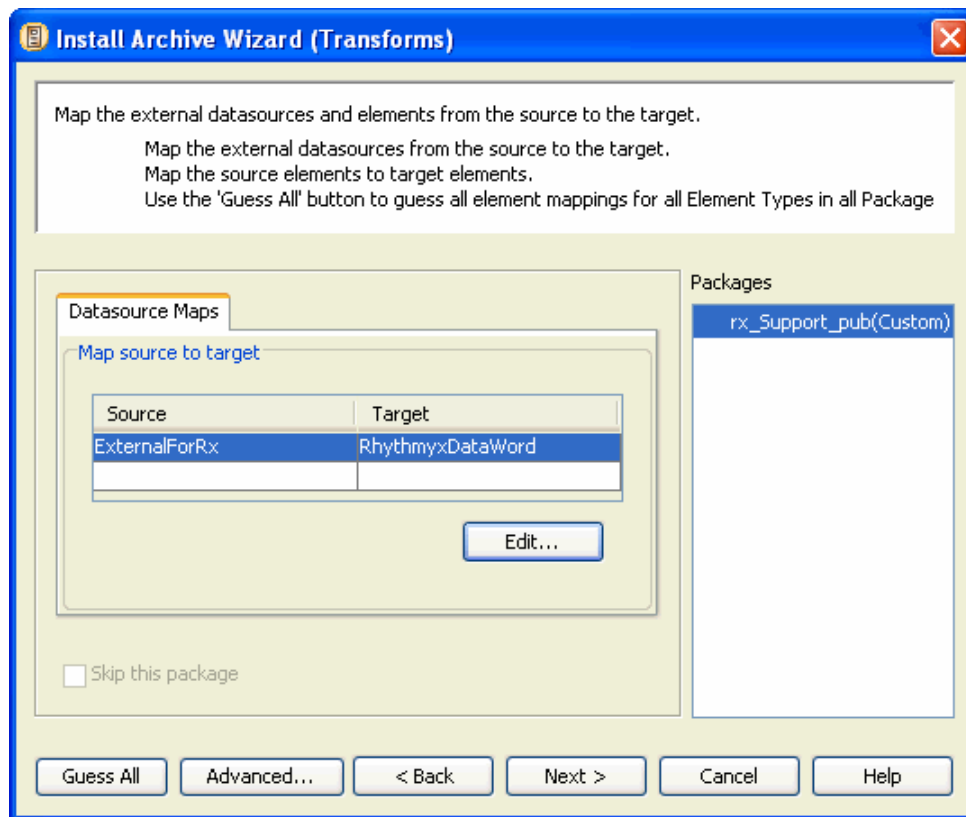 Install Archive Wizard (Transforms)
Map the external datasources and elements from the source to the target.
Map the external datasources from the source to the target.
Map the source elements to target elements.
Use the 'Guess All' button to guess all element mappings for all Element Types in all Package
Packages
Datasource Maps
rx_Support_pub(Custom)
Map source to target
Source Target
ExternalForRx RhythmyxDataWord
Edit...
Skip this package
Guess All Advanced... < Back Next > Cancel Help